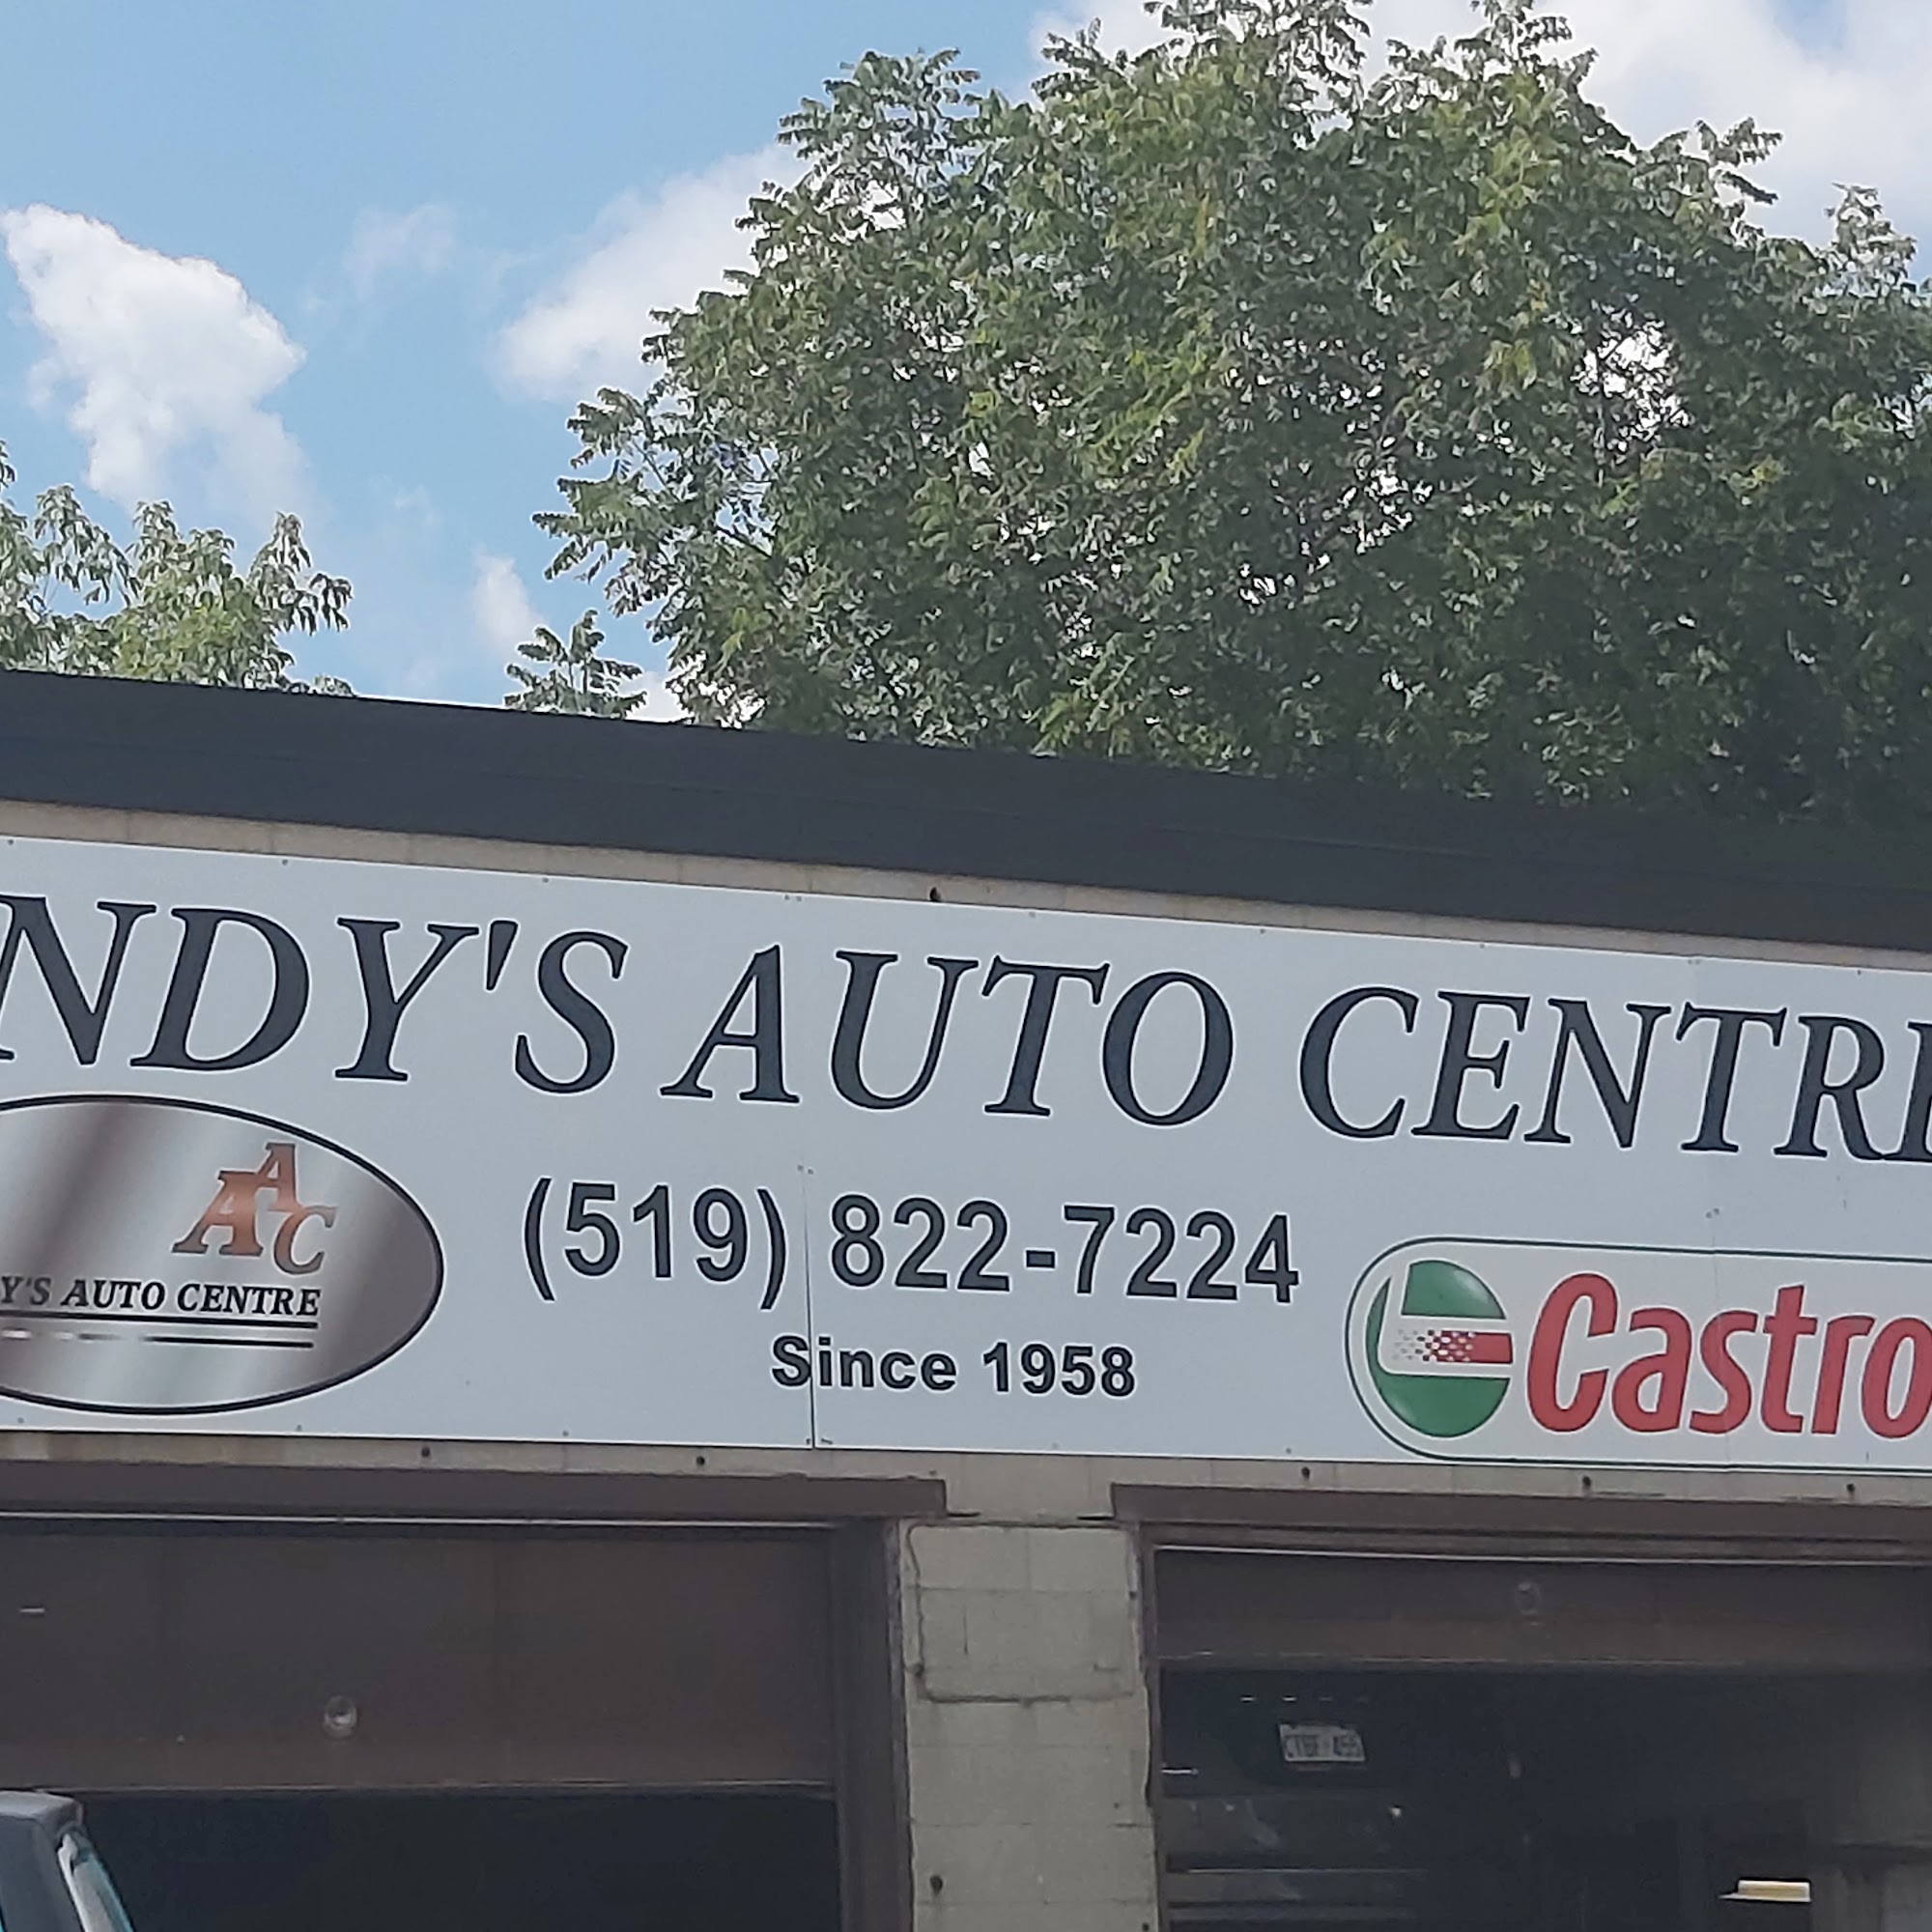 NDY'S AUTO CENTRE
AAC
Y'S AUTO CENTRE
(519) 822-7224
Since 1958
Castro